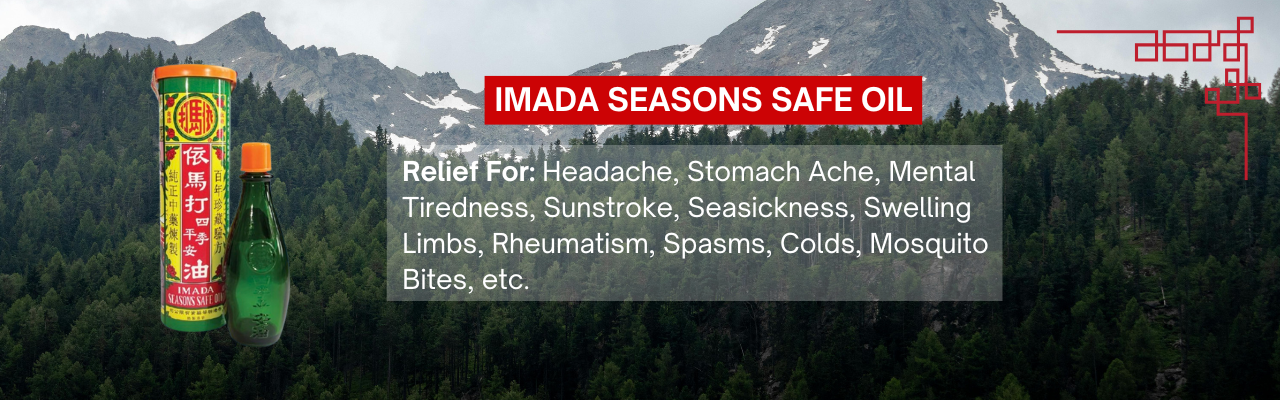 IMADA SEASONS SAFE OIL
Relief For: Headache, Stomach Ache, Mental
Tiredness, Sunstroke, Seasickness, Swelling
Limbs, Rheumatism, Spasms, Colds, Mosquito
Bites, etc.
百年珍藏驗方
依馬打四季平安油
純正中藥煉製
IMADA
SEASONS SAFE OIL